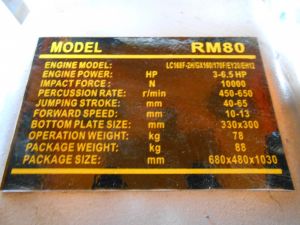 MODEL RM80
ENGINE MODEL: LC168F-2H/GX160/170F/EY20/EH12
ENGINE POWER: HP 3-6.5 HP
IMPACT FORCE: N 10000
PERCUSSION RATE: r/min 450-650
JUMPING STROKE: mm 40-65
FORWARD SPEED: mm 10-13
BOTTOM PLATE SIZE: mm 330x300
OPERATION WEIGHT: kg 78
PACKAGE WEIGHT: kg 88
PACKAGE SIZE: mm 680x480x1030